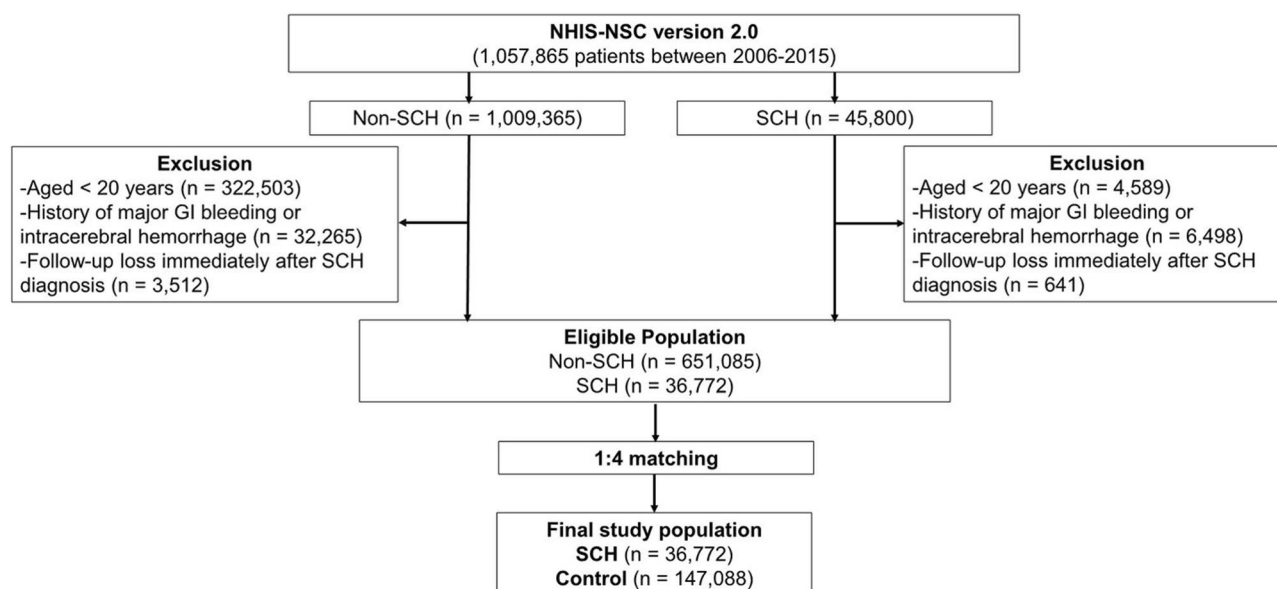 NHIS-NSC version 2.0
(1,057,865 patients between 2006-2015)
Non-SCH (n = 1,009,365)
SCH (n = 45,800)
Exclusion
-Aged < 20 years (n = 322,503)
-History of major GI bleeding or
intracerebral hemorrhage (n = 32,265)
-Follow-up loss immediately after SCH
diagnosis (n = 3,512)
Exclusion
-Aged < 20 years (n = 4,589)
-History of major GI bleeding or
intracerebral hemorrhage (n = 6,498)
-Follow-up loss immediately after SCH
diagnosis (n = 641)
Eligible Population
Non-SCH (n = 651,085)
SCH (n = 36,772)
1:4 matching
Final study population
SCH (n = 36,772)
Control (n = 147,088)